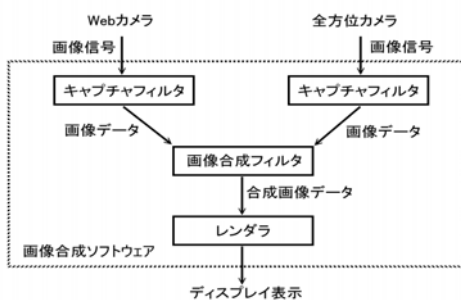 Webカメラ
全方位カメラ
画像信号
画像信号
キャプチャフィルタ
キャプチャフィルタ
画像データ
画像データ
画像合成フィルタ
合成画像データ
レンダラ
画像合成ソフトウェア
ディスプレイ表示